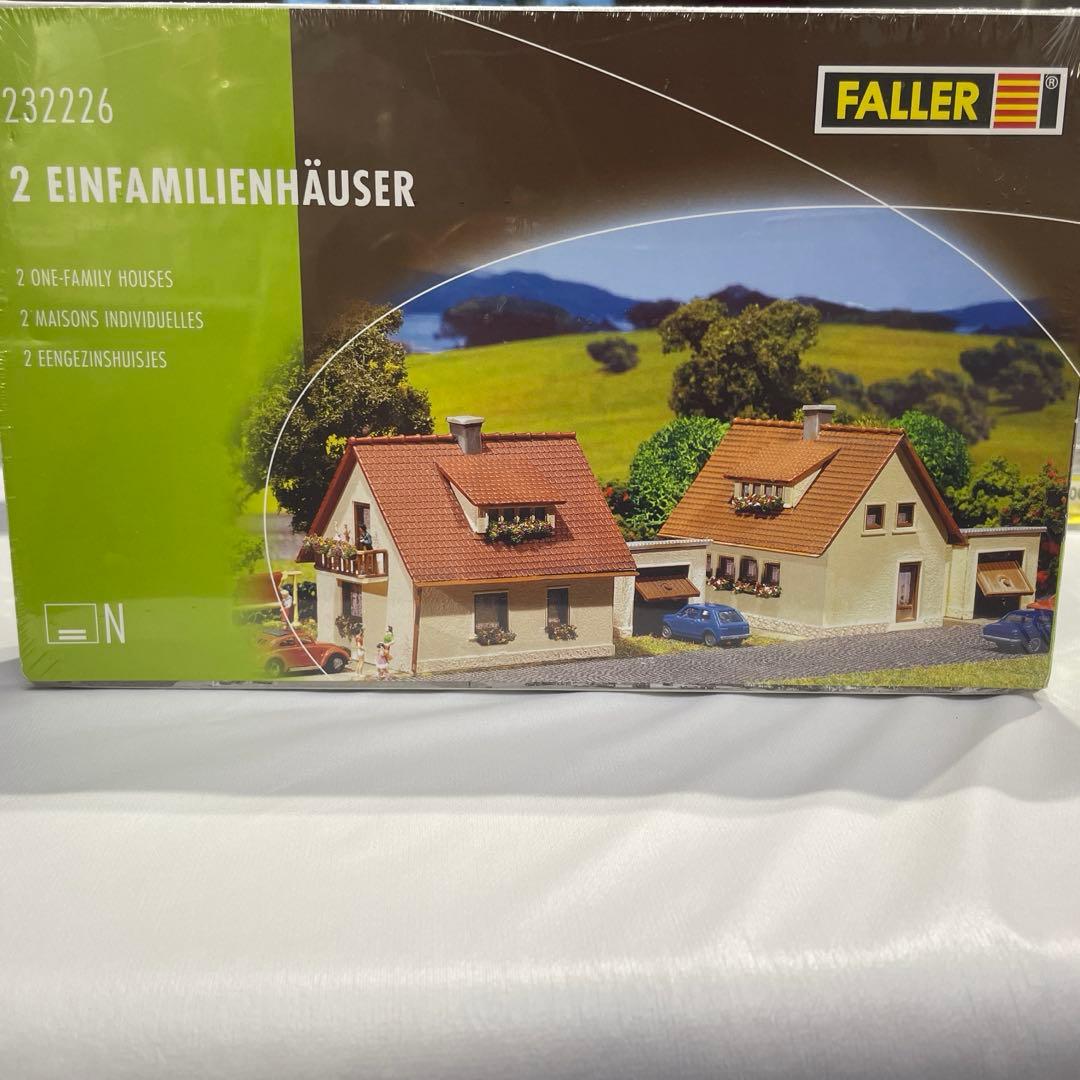 232226
FALLER®
2 EINFAMILIENHÄUSER
2 ONE-FAMILY HOUSES
2 MAISONS INDIVIDUELLES
2 EENGEZINSHUISJES
N